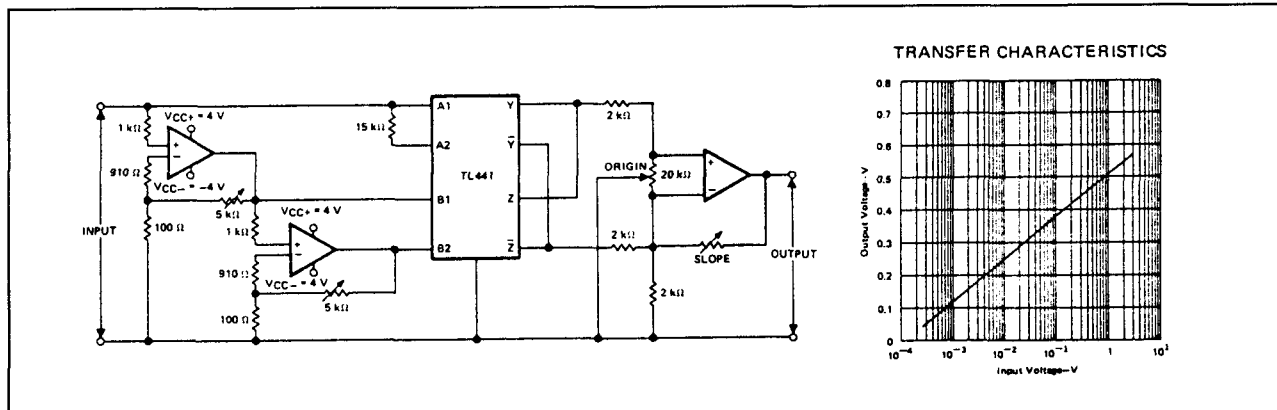 TRANSFER CHARACTERISTICS
INPUT
1 kΩ
VCC+ = 4 V
+
−
910 Ω
VCC− = −4 V
5 kΩ
100 Ω
1 kΩ
VCC+ = 4 V
+
−
910 Ω
VCC− = 4 V
5 kΩ
100 Ω
15 kΩ
A1
A2
B1
B2
TL441
Y
Y̅
Z
Z̅
2 kΩ
ORIGIN
20 kΩ
+
−
2 kΩ
SLOPE
2 kΩ
OUTPUT
Output Voltage-V
0.8
0.7
0.6
0.5
0.4
0.3
0.2
0.1
0
10⁻⁴
10⁻³
10⁻²
10⁻¹
1
10¹
Input Voltage–V